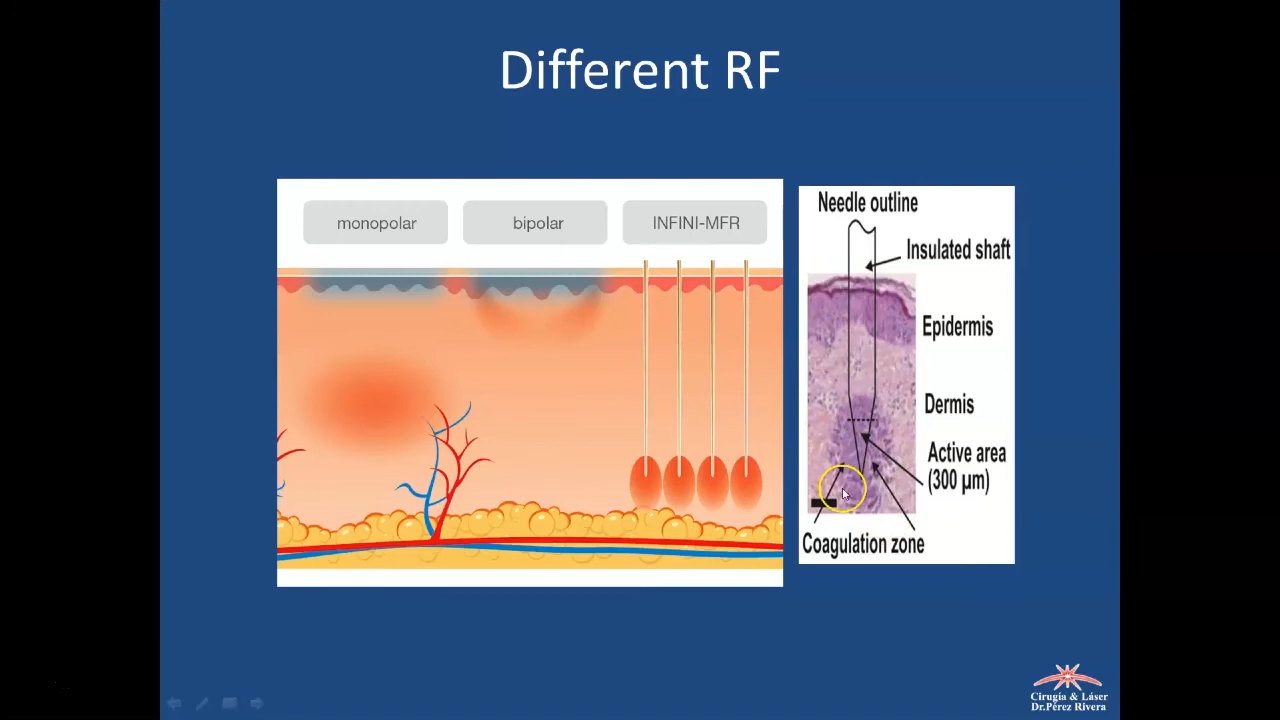 Different RF
monopolar
bipolar
INFINI-MFR
Needle outline
Insulated shaft
Epidermis
Dermis
Active area
(300 µm)
Coagulation zone
Cirugía & Láser
Dr.Pérez Rivera